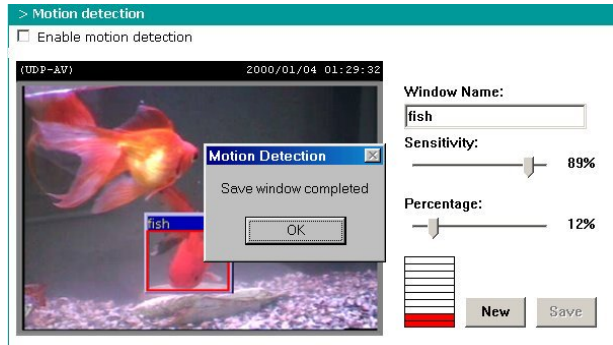 > Motion detection
Enable motion detection
(UDP-AV) 2000/01/04 01:29:32
Window Name:
fish
Sensitivity:
89%
Motion Detection
Save window completed
OK
Percentage:
12%
fish
New Save